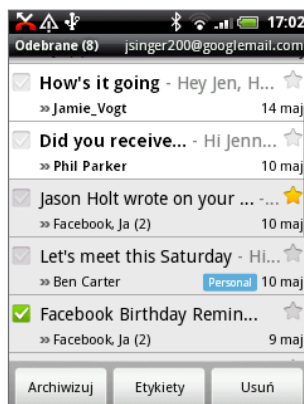 17:02
Odebrane (8) jsinger200@googlemail.com
How's it going - Hey Jen, H...
» Jamie_Vogt 14 maj
Did you receive... - Hi Jenn...
» Phil Parker 10 maj
Jason Holt wrote on your ... -...
» Facebook, Ja (2) 10 maj
Let's meet this Saturday - Hi...
» Ben Carter Personal 10 maj
Facebook Birthday Remin...
» Facebook, Ja (2) 9 maj
Archiwizuj Etykiety Usuń